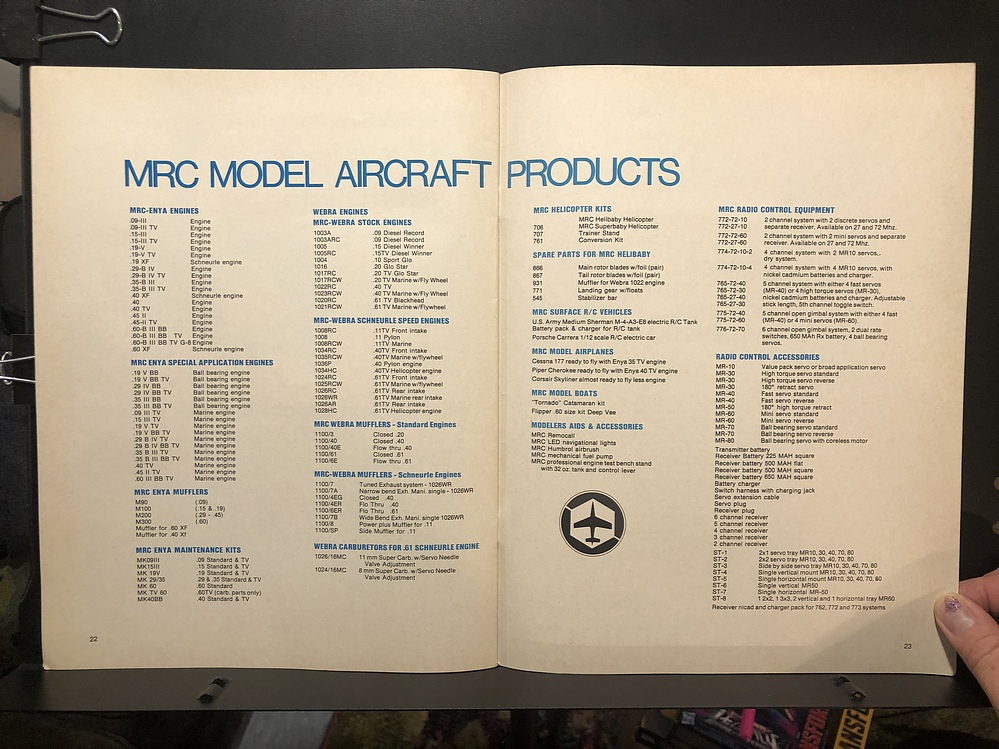 MRC MODEL AIRCRAFT PRODUCTS
MRC-ENYA ENGINES
.09-III Engine
.09-III TV Engine
.15-III Engine
.15-III TV Engine
.19-V Engine
.19-V TV Engine
.19 XF Schneurle engine
.29-B IV Engine
.29-B IV TV Engine
.35-B III Engine
.35-B III TV Engine
.40 XF Schneurle engine
.40 Engine
.40 TV Engine
.45 II Engine
.45-II TV Engine
.60-B III BB Engine
.60-B III BB TV Engine
.60-B III BB TV G-8 Engine
.60 XF Schneurle engine
MRC ENYA SPECIAL APPLICATION ENGINES
.19 V BB Ball bearing engine
.19 V BB TV Ball bearing engine
.29 IV BB Ball bearing engine
.29 IV BB TV Ball bearing engine
.35 III BB Ball bearing engine
.35 III BB TV Ball bearing engine
.09 III TV Marine engine
.15 III TV Marine engine
.19 V TV Marine engine
.19 V BB TV Marine engine
.29 B IV TV Marine engine
.29 B IV BB TV Marine engine
.35 B III TV Marine engine
.35 B III BB TV Marine engine
.40 TV Marine engine
.45 II TV Marine engine
.60 III BB TV Marine engine
MRC ENYA MUFFLERS
M90 (.09)
M100 (.15 & .19)
M200 (.29 - .45)
M300 (.60)
Muffler for .60 XF
Muffler for .40 Xf
MRC ENYA MAINTENANCE KITS
MK09III .09 Standard & TV
MK15III .15 Standard & TV
MK 19V .19 Standard & TV
MK 29/35 .29 & .35 Standard & TV
MK 60 .60 Standard
MK TV 60 .60TV (carb. parts only)
MK40BB .40 Standard & TV
22
WEBRA ENGINES
MRC-WEBRA STOCK ENGINES
1003A .09 Diesel Record
1003ARC .09 Diesel Record
1005 .15 Diesel Winner
1005RC .15TV Diesel Winner
1004 .10 Sport Glo
1016 .20 Glo Star
1017RC .20 TV Glo Star
1017RCW .20 TV Marine w/Fly Wheel
1022RC .40 TV
1023RCW .40 TV Marine w/Fly Wheel
1020RC .61 TV Blackhead
1021RCW .61 TV Marine w/Flywheel
MRC-WEBRA SCHNEURLE SPEED ENGINES
1008RC .11TV Front intake
1008 .11 Pylon
1008RCW .11TV Marine
1034RC .40TV Front intake
1035RCW .40TV Marine w/flywheel
1036P .40 Pylon engine
1034HC .40TV Helicopter engine
1024RC .61TV Front intake
1025RCW .61TV Marine w/flywheel
1026RC .61TV Rear intake
1026WR .61TV Marine rear intake
1026AR .61TV Rear intake
1028HC .61TV Helicopter engine
MRC WEBRA MUFFLERS - Standard Engines
1100/3 Closed .20
1100/40 Closed .40
1100/40E Flow thru .40
1100/61 Closed .61
1100/6E Flow thru .61
MRC-WEBRA MUFFLERS - Schneurle Engines
1100/7 Tuned Exhaust system - 1026WR
1100/7A Narrow bend Exh. Mani. single - 1026WR
1100/4EG Closed .40
1100/4ER Flo Thru .40
1100/6ER Flo Thru .61
1100/7B Wide Bend Exh. Mani. single 1026WR
1100/8 Power plus Muffler for .11
1100/SP Side Muffler for .11
WEBRA CARBURETORS FOR .61 SCHNEURLE ENGINE
1026/16MC 11 mm Super Carb. w/Servo Needle
Valve Adjustment
1024/16MC 8 mm Super Carb. w/Servo Needle
Valve Adjustment
MRC HELICOPTER KITS
MRC Helibaby Helicopter
706 MRC Superbaby Helicopter
707 Trainer Stand
761 Conversion Kit
SPARE PARTS FOR MRC HELIBABY
866 Main rotor blades w/foil (pair)
867 Tail rotor blades w/foil (pair)
931 Muffler for Webra 1022 engine
771 Landing gear w/floats
545 Stabilizer bar
MRC SURFACE R/C VEHICLES
U.S. Army Medium Sherman M-4-A3-E8 electric R/C Tank
Battery pack & charger for R/C tank
Porsche Carrera 1/12 scale R/C electric car
MRC MODEL AIRPLANES
Cessna 177 ready to fly with Enya 35 TV engine
Piper Cherokee ready to fly with Enya 40 TV engine
Corsair Skyliner almost ready to fly less engine
MRC MODEL BOATS
"Tornado" Catamaran kit
Flipper .60 size kit Deep Vee
MODELERS AIDS & ACCESSORIES
MRC Remocall
MRC LED navigational lights
MRC Humbrol airbrush
MRC mechanical fuel pump
MRC professional engine test bench stand
with 32 oz. tank and control lever
MRC RADIO CONTROL EQUIPMENT
772-72-10 2 channel system with 2 discrete servos and
772-27-10 separate receiver. Available on 27 and 72 Mhz.
772-72-60 2 channel system with 2 mini servos and separate
772-27-60 receiver. Available on 27 and 72 Mhz.
774-72-10-2 4 channel system with 2 MR10 servos,
dry system.
774-72-10-4 4 channel system with 4 MR10 servos, with
nickel cadmium batteries and charger.
765-72-40 5 channel system with either 4 fast servos
765-72-30 (MR-40) or 4 high torque servos (MR-30),
765-27-40 nickel cadmium batteries and charger. Adjustable
765-27-30 stick length, 5th channel toggle switch.
775-72-40 5 channel open gimbal system with either 4 fast
775-72-60 (MR-40) or 4 mini servos (MR-60).
776-72-70 6 channel open gimbal system, 2 dual rate
switches, 650 MAh Rx battery, 4 ball bearing
servos.
RADIO CONTROL ACCESSORIES
MR-10 Value pack servo or broad application servo
MR-30 High torque servo standard
MR-30 High torque servo reverse
MR-30 180° retract servo
MR-40 Fast servo standard
MR-40 Fast servo reverse
MR-50 180° high torque retract
MR-60 Mini servo standard
MR-60 Mini servo reverse
MR-70 Ball bearing servo standard
MR-70 Ball bearing servo reverse
MR-80 Ball bearing servo with coreless motor
Transmitter battery
Receiver Battery 225 MAH square
Receiver battery 500 MAH flat
Receiver battery 500 MAH square
Receiver battery 650 MAH square
Battery charger
Switch harness with charging jack
Servo extension cable
Servo plug
Receiver plug
6 channel receiver
5 channel receiver
4 channel receiver
3 channel receiver
2 channel receiver
ST-1 2x1 servo tray MR10, 30, 40, 70, 80
ST-2 2x2 servo tray MR10, 30, 40, 70, 80
ST-3 Side by side servo tray MR10, 30, 40, 70, 80
ST-4 Single vertical mount MR10, 30, 40, 70, 80
ST-5 Single horizontal mount MR10, 30, 40, 70, 80
ST-6 Single vertical MR50
ST-7 Single horizontal MR-50
ST-8 1 2x2, 1 3x3, 2 vertical and 1 horizontal tray MR60
Receiver nicad and charger pack for 762, 772 and 773 systems
23